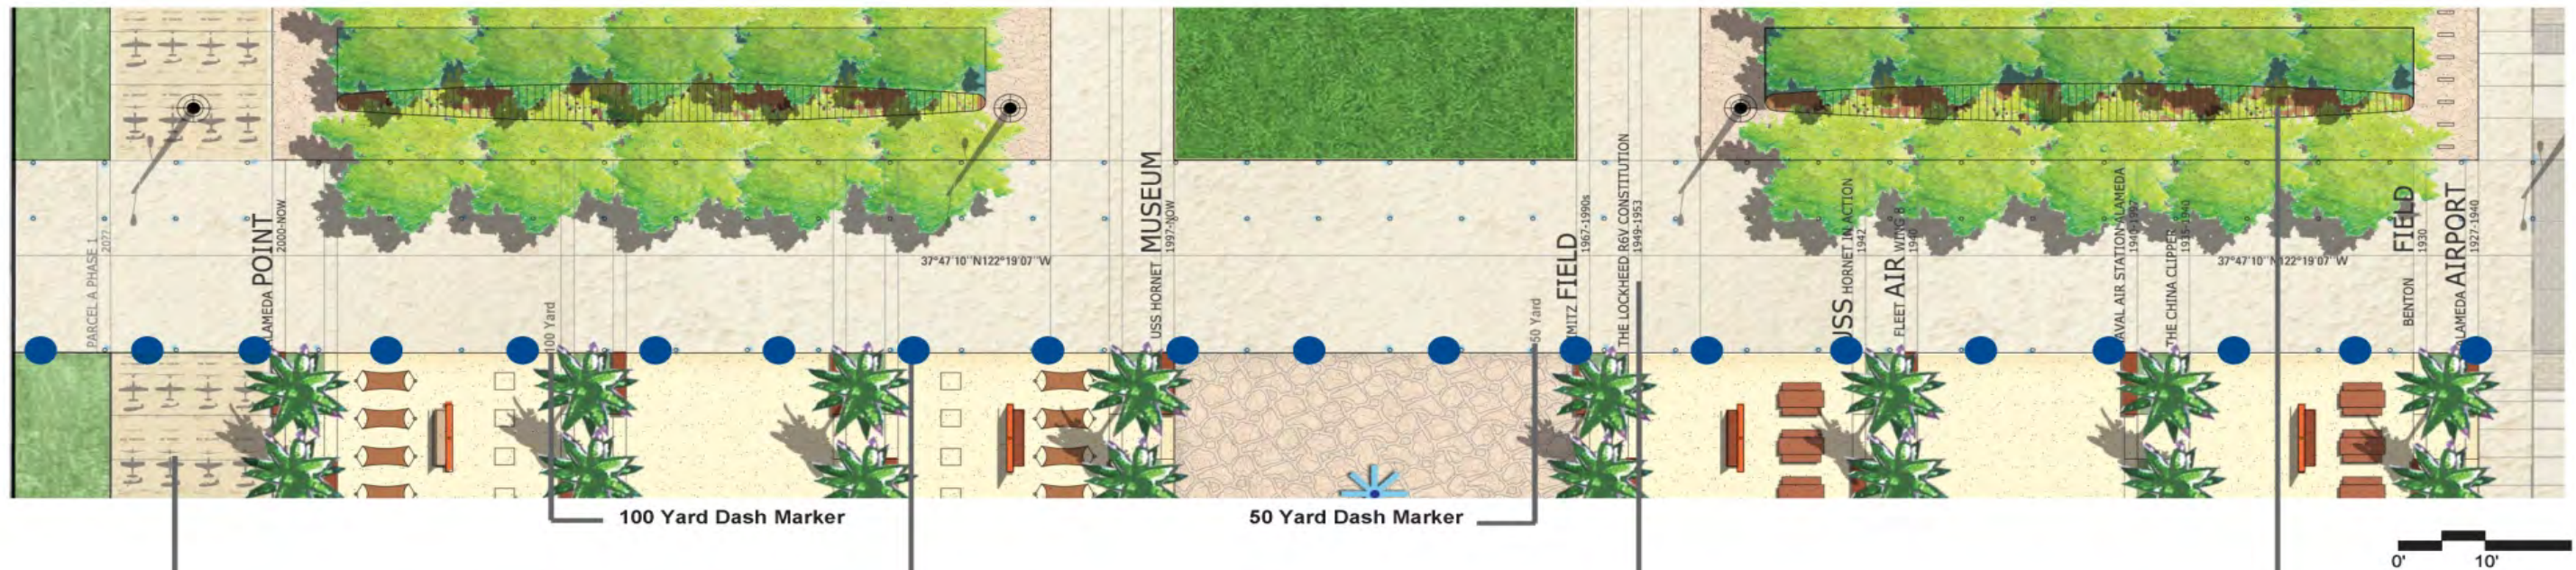 PARCEL A PHASE 1
2022
ALAMEDA POINT
2000-NOW
100 Yard
37°47'10''N122°19'07''W
USS HORNET MUSEUM
1997-NOW
50 Yard
MITZ FIELD
1967-1990s
THE LOCKHEED R6V CONSTITUTION
1949-1953
USS HORNET IN ACTION
1942
FLEET AIR WING 8
1940
NAVAL AIR STATION ALAMEDA
1940-1997
THE CHINA CLIPPER
1935-1940
37°47'10''N122°19'07''W
BENTON FIELD
1930
ALAMEDA AIRPORT
1927-1940
100 Yard Dash Marker
50 Yard Dash Marker
0' 10'